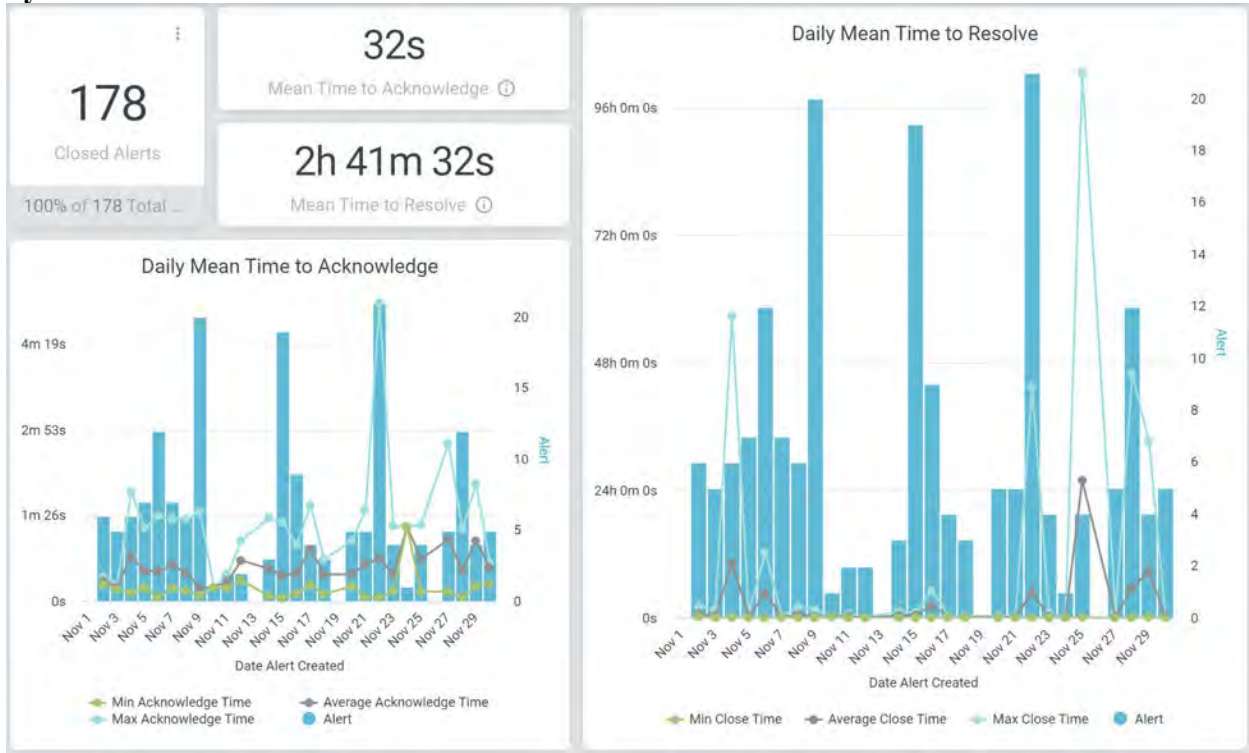 178
Closed Alerts
100% of 178 Total ...
32s
Mean Time to Acknowledge
2h 41m 32s
Mean Time to Resolve
Daily Mean Time to Acknowledge
4m 19s
2m 53s
1m 26s
0s
20
15
10
5
0
Alert
Nov 1
Nov 3
Nov 5
Nov 7
Nov 9
Nov 11
Nov 13
Nov 15
Nov 17
Nov 19
Nov 21
Nov 23
Nov 25
Nov 27
Nov 29
Date Alert Created
Min Acknowledge Time
Average Acknowledge Time
Max Acknowledge Time
Alert
Daily Mean Time to Resolve
96h 0m 0s
72h 0m 0s
48h 0m 0s
24h 0m 0s
0s
20
18
16
14
12
10
8
6
4
2
0
Alert
Nov 1
Nov 3
Nov 5
Nov 7
Nov 9
Nov 11
Nov 13
Nov 15
Nov 17
Nov 19
Nov 21
Nov 23
Nov 25
Nov 27
Nov 29
Date Alert Created
Min Close Time
Average Close Time
Max Close Time
Alert